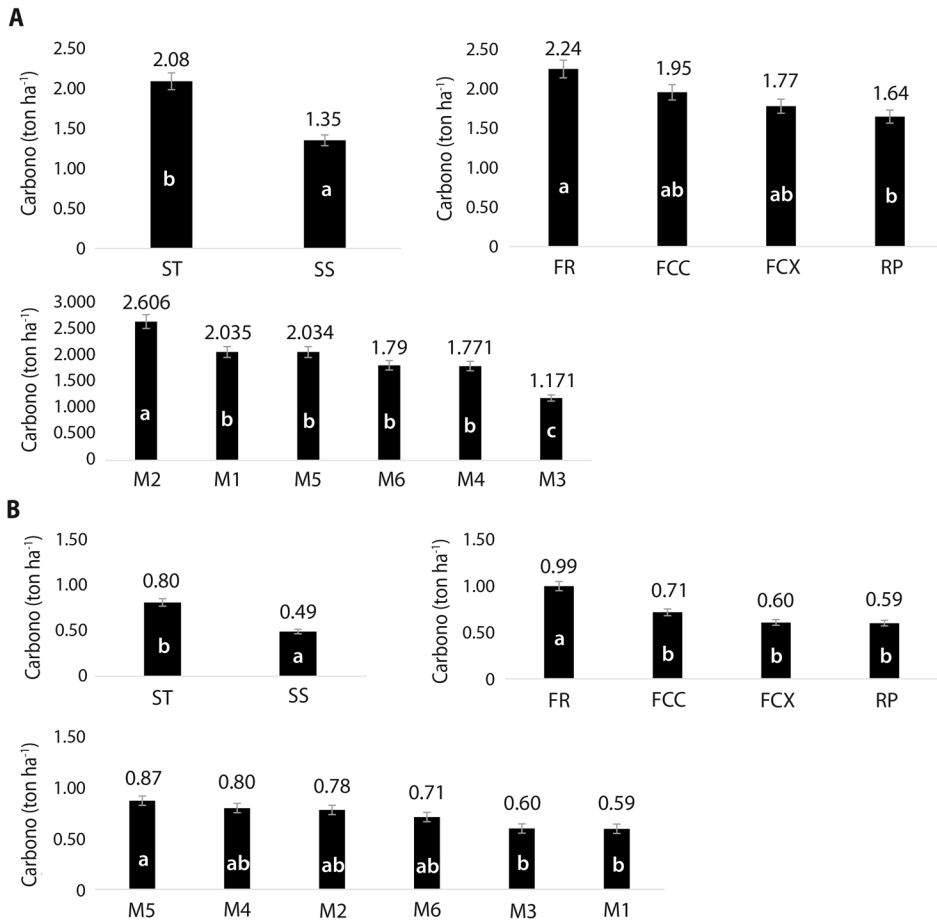 A
Carbono (ton ha⁻¹)
2.50
2.00
1.50
1.00
0.50
0
2.08
1.35
b
a
ST
SS
Carbono (ton ha⁻¹)
2.50
2.00
1.50
1.00
0.50
0
2.24
1.95
1.77
1.64
a
ab
ab
b
FR
FCC
FCX
RP
Carbono (ton ha⁻¹)
3.000
2.500
2.000
1.500
1.000
0.500
0
2.606
2.035
2.034
1.79
1.771
1.171
a
b
b
b
b
c
M2
M1
M5
M6
M4
M3
B
Carbono (ton ha⁻¹)
1.50
1.00
0.50
0
0.80
0.49
b
a
ST
SS
Carbono (ton ha⁻¹)
1.50
1.00
0.50
0
0.99
0.71
0.60
0.59
a
b
b
b
FR
FCC
FCX
RP
Carbono (ton ha⁻¹)
1.50
1.00
0.50
0
0.87
0.80
0.78
0.71
0.60
0.59
a
ab
ab
ab
b
b
M5
M4
M2
M6
M3
M1